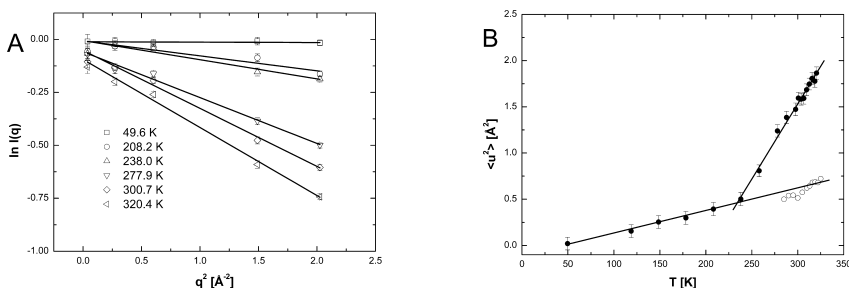 A
ln I(q)
0.00
-0.25
-0.50
-0.75
-1.00
49.6 K
208.2 K
238.0 K
277.9 K
300.7 K
320.4 K
0.0 0.5 1.0 1.5 2.0 2.5
q² [Å⁻²]
B
<u²> [Å²]
2.5
2.0
1.5
1.0
0.5
0.0
0 50 100 150 200 250 300 350
T [K]